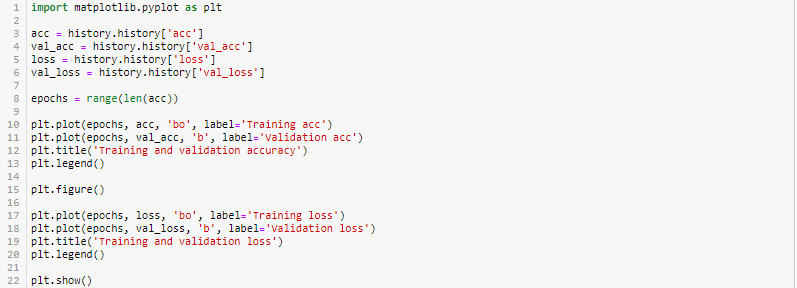 1 import matplotlib.pyplot as plt
2
3 acc = history.history['acc']
4 val_acc = history.history['val_acc']
5 loss = history.history['loss']
6 val_loss = history.history['val_loss']
7
8 epochs = range(len(acc))
9
10 plt.plot(epochs, acc, 'bo', label='Training acc')
11 plt.plot(epochs, val_acc, 'b', label='Validation acc')
12 plt.title('Training and validation accuracy')
13 plt.legend()
14
15 plt.figure()
16
17 plt.plot(epochs, loss, 'bo', label='Training loss')
18 plt.plot(epochs, val_loss, 'b', label='Validation loss')
19 plt.title('Training and validation loss')
20 plt.legend()
21
22 plt.show()